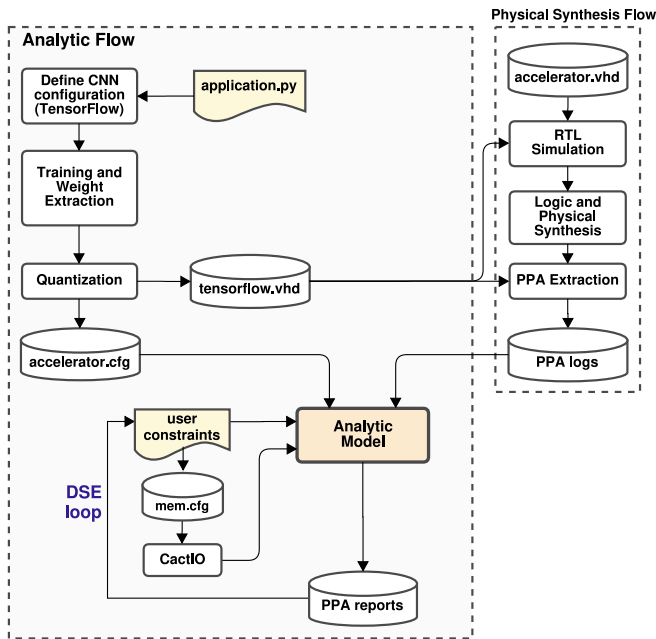 Physical Synthesis Flow
Analytic Flow
Define CNN
configuration
(TensorFlow)
application.py
accelerator.vhd
RTL
Simulation
Training and
Weight
Extraction
Logic and
Physical
Synthesis
Quantization
tensorflow.vhd
PPA Extraction
accelerator.cfg
PPA logs
user
constraints
Analytic
Model
DSE
loop
mem.cfg
CactIO
PPA reports